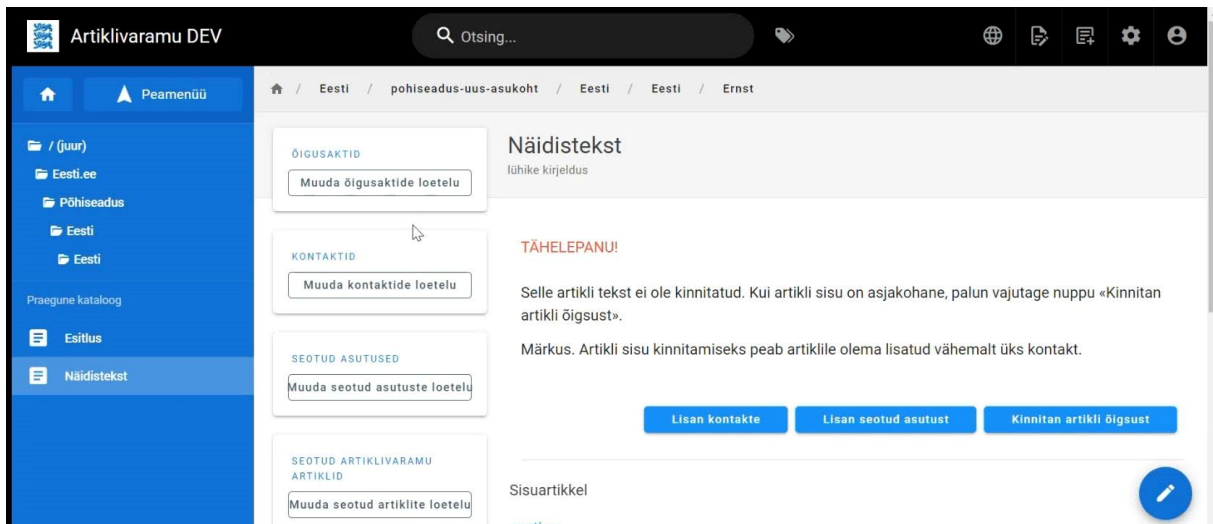 Artiklivaramu DEV
Otsing...
Peamenüü
/ Eesti / pohiseadus-uus-asukoht / Eesti / Eesti / Ernst
/ (juur)
Eesti.ee
Põhiseadus
Eesti
Eesti
Praegune kataloog
Esitlus
Näidistekst
ÕIGUSAKTID
Muuda õigusaktide loetelu
KONTAKTID
Muuda kontaktide loetelu
SEOTUD ASUTUSED
Muuda seotud asutuste loetelu
SEOTUD ARTIKLIVARAMU
ARTIKLID
Muuda seotud artiklite loetelu
Näidistekst
lühike kirjeldus
TÄHELEPANU!
Selle artikli tekst ei ole kinnitatud. Kui artikli sisu on asjakohane, palun vajutage nuppu «Kinnitan
artikli õigsust».
Märkus. Artikli sisu kinnitamiseks peab artiklile olema lisatud vähemalt üks kontakt.
Lisan kontakte
Lisan seotud asutust
Kinnitan artikli õigsust
Sisuartikkel